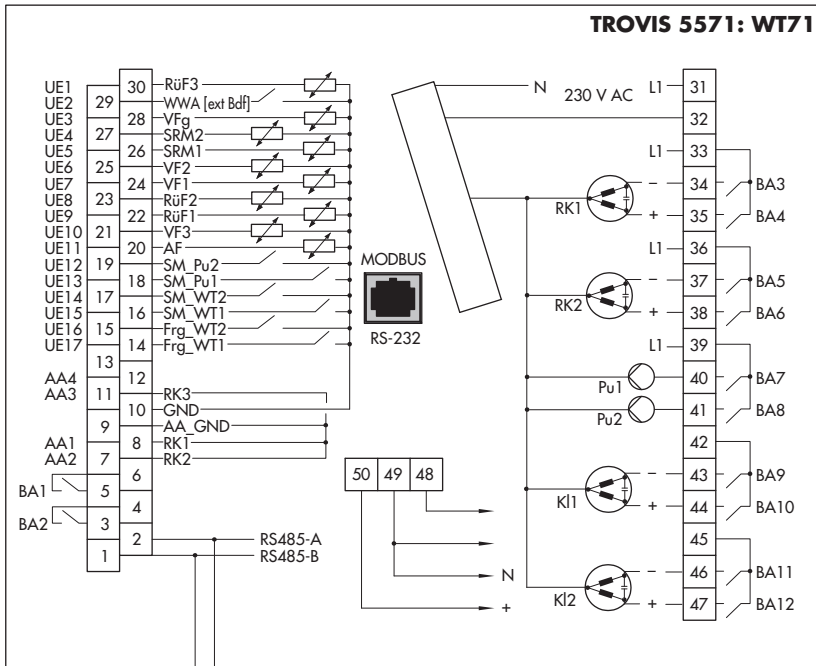 TROVIS 5571: WT71
UE1 30 RüF3
UE2 29 WWA [ext Bdf]
UE3 28 VFg
UE4 27 SRM2
UE5 26 SRM1
UE6 25 VF2
UE7 24 VF1
UE8 23 RüF2
UE9 22 RüF1
UE10 21 VF3
UE11 20 AF
UE12 19 SM_Pu2
UE13 18 SM_Pu1
UE14 17 SM_WT2
UE15 16 SM_WT1
UE16 15 Frg_WT2
UE17 14 Frg_WT1
13
AA4 12
AA3 11 RK3
10 GND
9 AA_GND
AA1 8 RK1
AA2 7 RK2
6
BA1 5
4
BA2 3
2 RS485-A
1 RS485-B
MODBUS
RS-232
50 49 48
N
+
N 230 V AC L1 31
32
L1 33
RK1 − 34 BA3
+ 35 BA4
L1 36
RK2 − 37 BA5
+ 38 BA6
L1 39
Pu1 40 BA7
Pu2 41 BA8
42
Kl1 − 43 BA9
+ 44 BA10
45
Kl2 − 46 BA11
+ 47 BA12